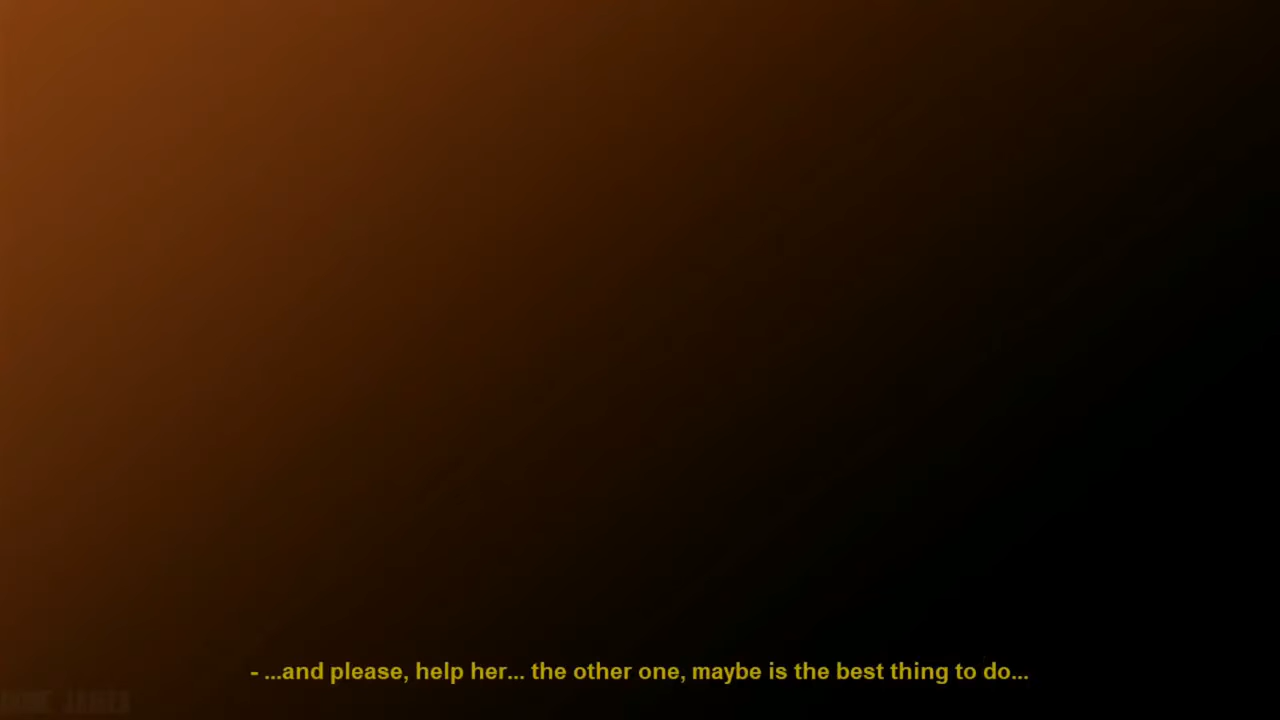 - ...and please, help her... the other one, maybe is the best thing to do...